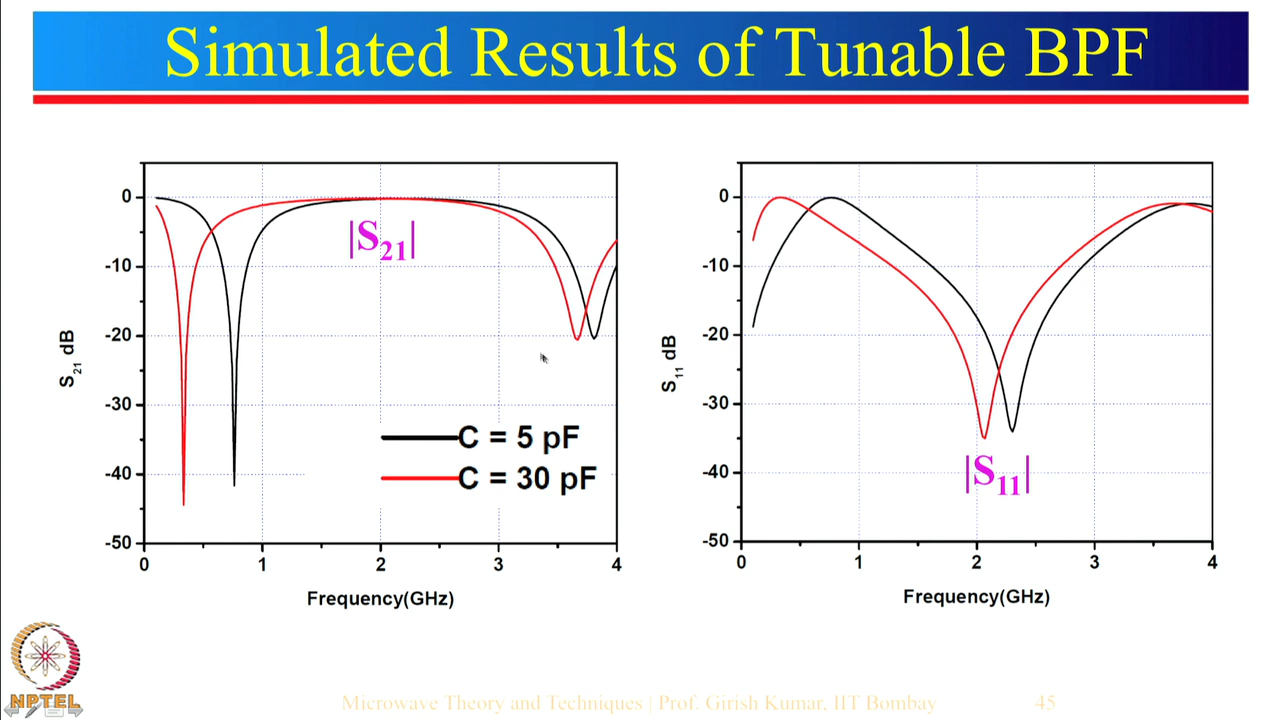 Simulated Results of Tunable BPF
0
-10
-20
-30
-40
-50
S21 dB
|S21|
C = 5 pF
C = 30 pF
0 1 2 3 4
Frequency(GHz)
0
-10
-20
-30
-40
-50
S11 dB
|S11|
0 1 2 3 4
Frequency(GHz)
NPTEL
Microwave Theory and Techniques | Prof. Girish Kumar, IIT Bombay 45